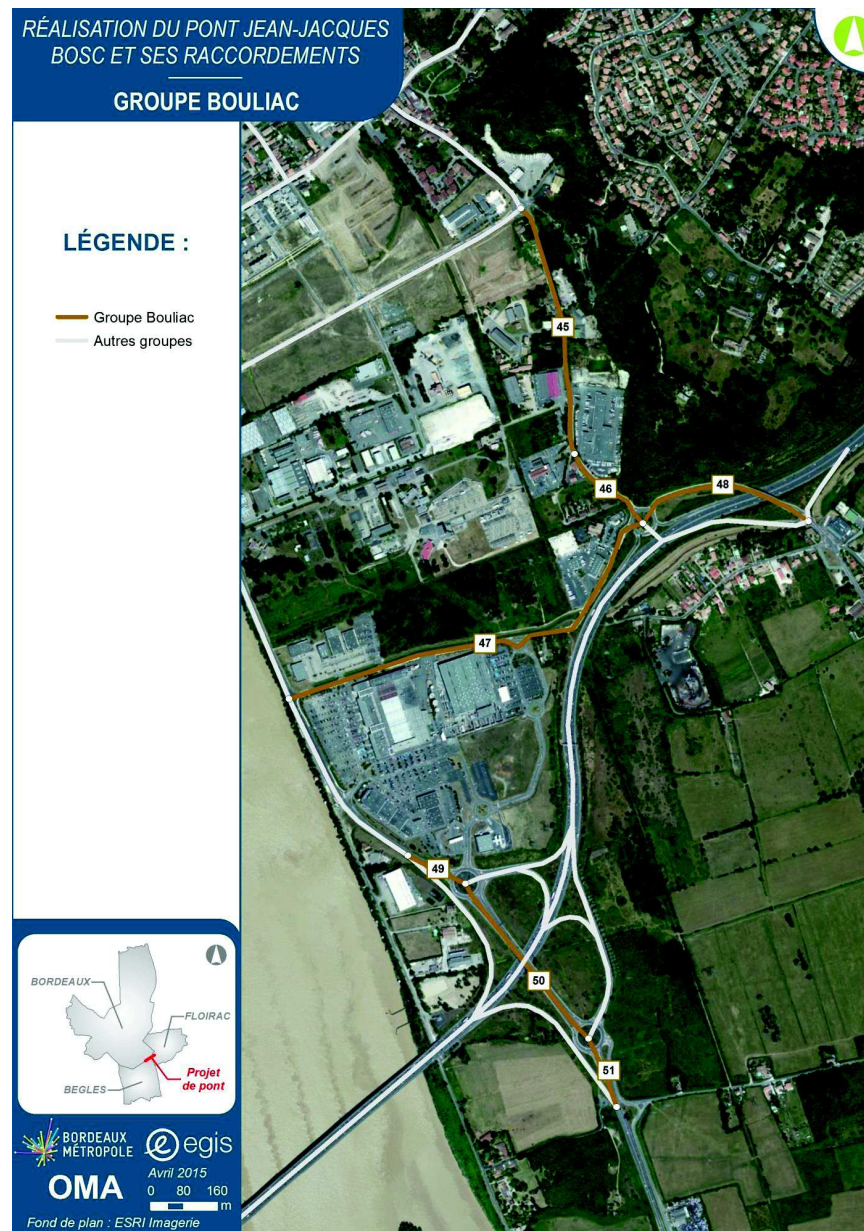 RÉALISATION DU PONT JEAN-JACQUES
BOSC ET SES RACCORDEMENTS
GROUPE BOULIAC
LÉGENDE :
Groupe Bouliac
Autres groupes
45
46
48
47
49
50
51
BORDEAUX
FLOIRAC
Projet
de pont
BEGLES
BORDEAUX
MÉTROPOLE
egis
Avril 2015
OMA
0 80 160
m
Fond de plan : ESRI Imagerie